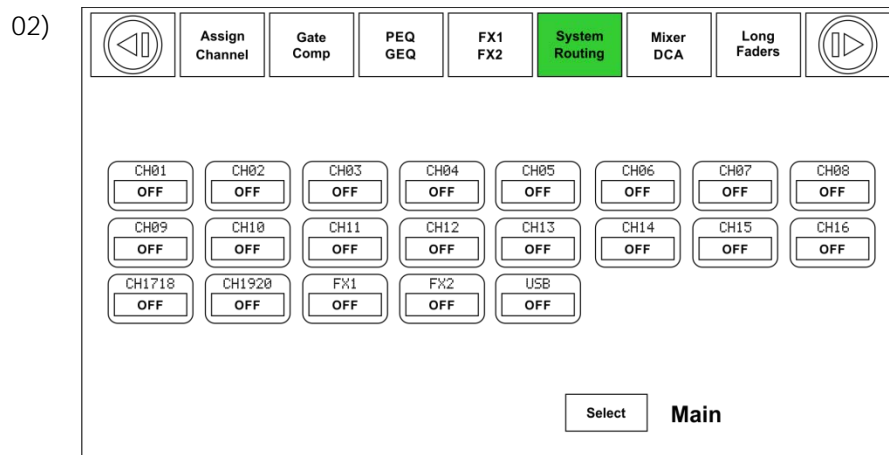 02)
Assign Channel
Gate Comp
PEQ GEQ
FX1 FX2
System Routing
Mixer DCA
Long Faders
CH01 CH02 CH03 CH04 CH05 CH06 CH07 CH08
OFF OFF OFF OFF OFF OFF OFF OFF
CH09 CH10 CH11 CH12 CH13 CH14 CH15 CH16
OFF OFF OFF OFF OFF OFF OFF OFF
CH1718 CH1920 FX1 FX2 USB
OFF OFF OFF OFF OFF
Select Main